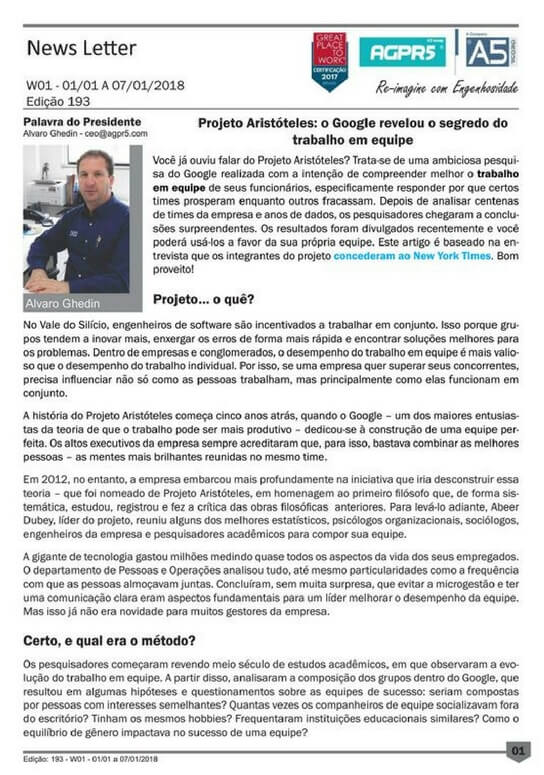 News Letter
W01 - 01/01 A 07/01/2018
Edição 193
GREAT
PLACE
TO
WORK
CERTIFICAÇÃO
2017
AGPR5
A5
Re-imagine com Engenhosidade
Palavra do Presidente
Alvaro Ghedin - ceo@agpr5.com
Alvaro Ghedin
Projeto Aristóteles: o Google revelou o segredo do
trabalho em equipe
Você já ouviu falar do Projeto Aristóteles? Trata-se de uma ambiciosa pesqui-
sa do Google realizada com a intenção de compreender melhor o trabalho
em equipe de seus funcionários, especificamente responder por que certos
times prosperam enquanto outros fracassam. Depois de analisar centenas
de times da empresa e anos de dados, os pesquisadores chegaram a conclu-
sões surpreendentes. Os resultados foram divulgados recentemente e você
poderá usá-los a favor da sua própria equipe. Este artigo é baseado na en-
trevista que os integrantes do projeto concederam ao New York Times. Bom
proveito!
Projeto... o quê?
No Vale do Silício, engenheiros de software são incentivados a trabalhar em conjunto. Isso porque gru-
pos tendem a inovar mais, enxergar os erros de forma mais rápida e encontrar soluções melhores para
os problemas. Dentro de empresas e conglomerados, o desempenho do trabalho em equipe é mais valio-
so que o desempenho do trabalho individual. Por isso, se uma empresa quer superar seus concorrentes,
precisa influenciar não só como as pessoas trabalham, mas principalmente como elas funcionam em
conjunto.
A história do Projeto Aristóteles começa cinco anos atrás, quando o Google – um dos maiores entusias-
tas da teoria de que o trabalho pode ser mais produtivo – dedicou-se à construção de uma equipe per-
feita. Os altos executivos da empresa sempre acreditaram que, para isso, bastava combinar as melhores
pessoas – as mentes mais brilhantes reunidas no mesmo time.
Em 2012, no entanto, a empresa embarcou mais profundamente na iniciativa que iria desconstruir essa
teoria – que foi nomeado de Projeto Aristóteles, em homenagem ao primeiro filósofo que, de forma sis-
temática, estudou, registrou e fez a crítica das obras filosóficas anteriores. Para levá-lo adiante, Abeer
Dubey, líder do projeto, reuniu alguns dos melhores estatísticos, psicólogos organizacionais, sociólogos,
engenheiros da empresa e pesquisadores acadêmicos para compor sua equipe.
A gigante de tecnologia gastou milhões medindo quase todos os aspectos da vida dos seus empregados.
O departamento de Pessoas e Operações analisou tudo, até mesmo particularidades como a frequência
com que as pessoas almoçavam juntas. Concluíram, sem muita surpresa, que evitar a microgestão e ter
uma comunicação clara eram aspectos fundamentais para um líder melhorar o desempenho da equipe.
Mas isso já não era novidade para muitos gestores da empresa.
Certo, e qual era o método?
Os pesquisadores começaram revendo meio século de estudos acadêmicos, em que observaram a evo-
lução do trabalho em equipe. A partir disso, analisaram a composição dos grupos dentro do Google, que
resultou em algumas hipóteses e questionamentos sobre as equipes de sucesso: seriam compostas
por pessoas com interesses semelhantes? Quantas vezes os companheiros de equipe socializavam fora
do escritório? Tinham os mesmos hobbies? Frequentaram instituições educacionais similares? Como o
equilíbrio de gênero impactava no sucesso de uma equipe?
Edição: 193 - W01 - 01/01 a 07/01/2018
01